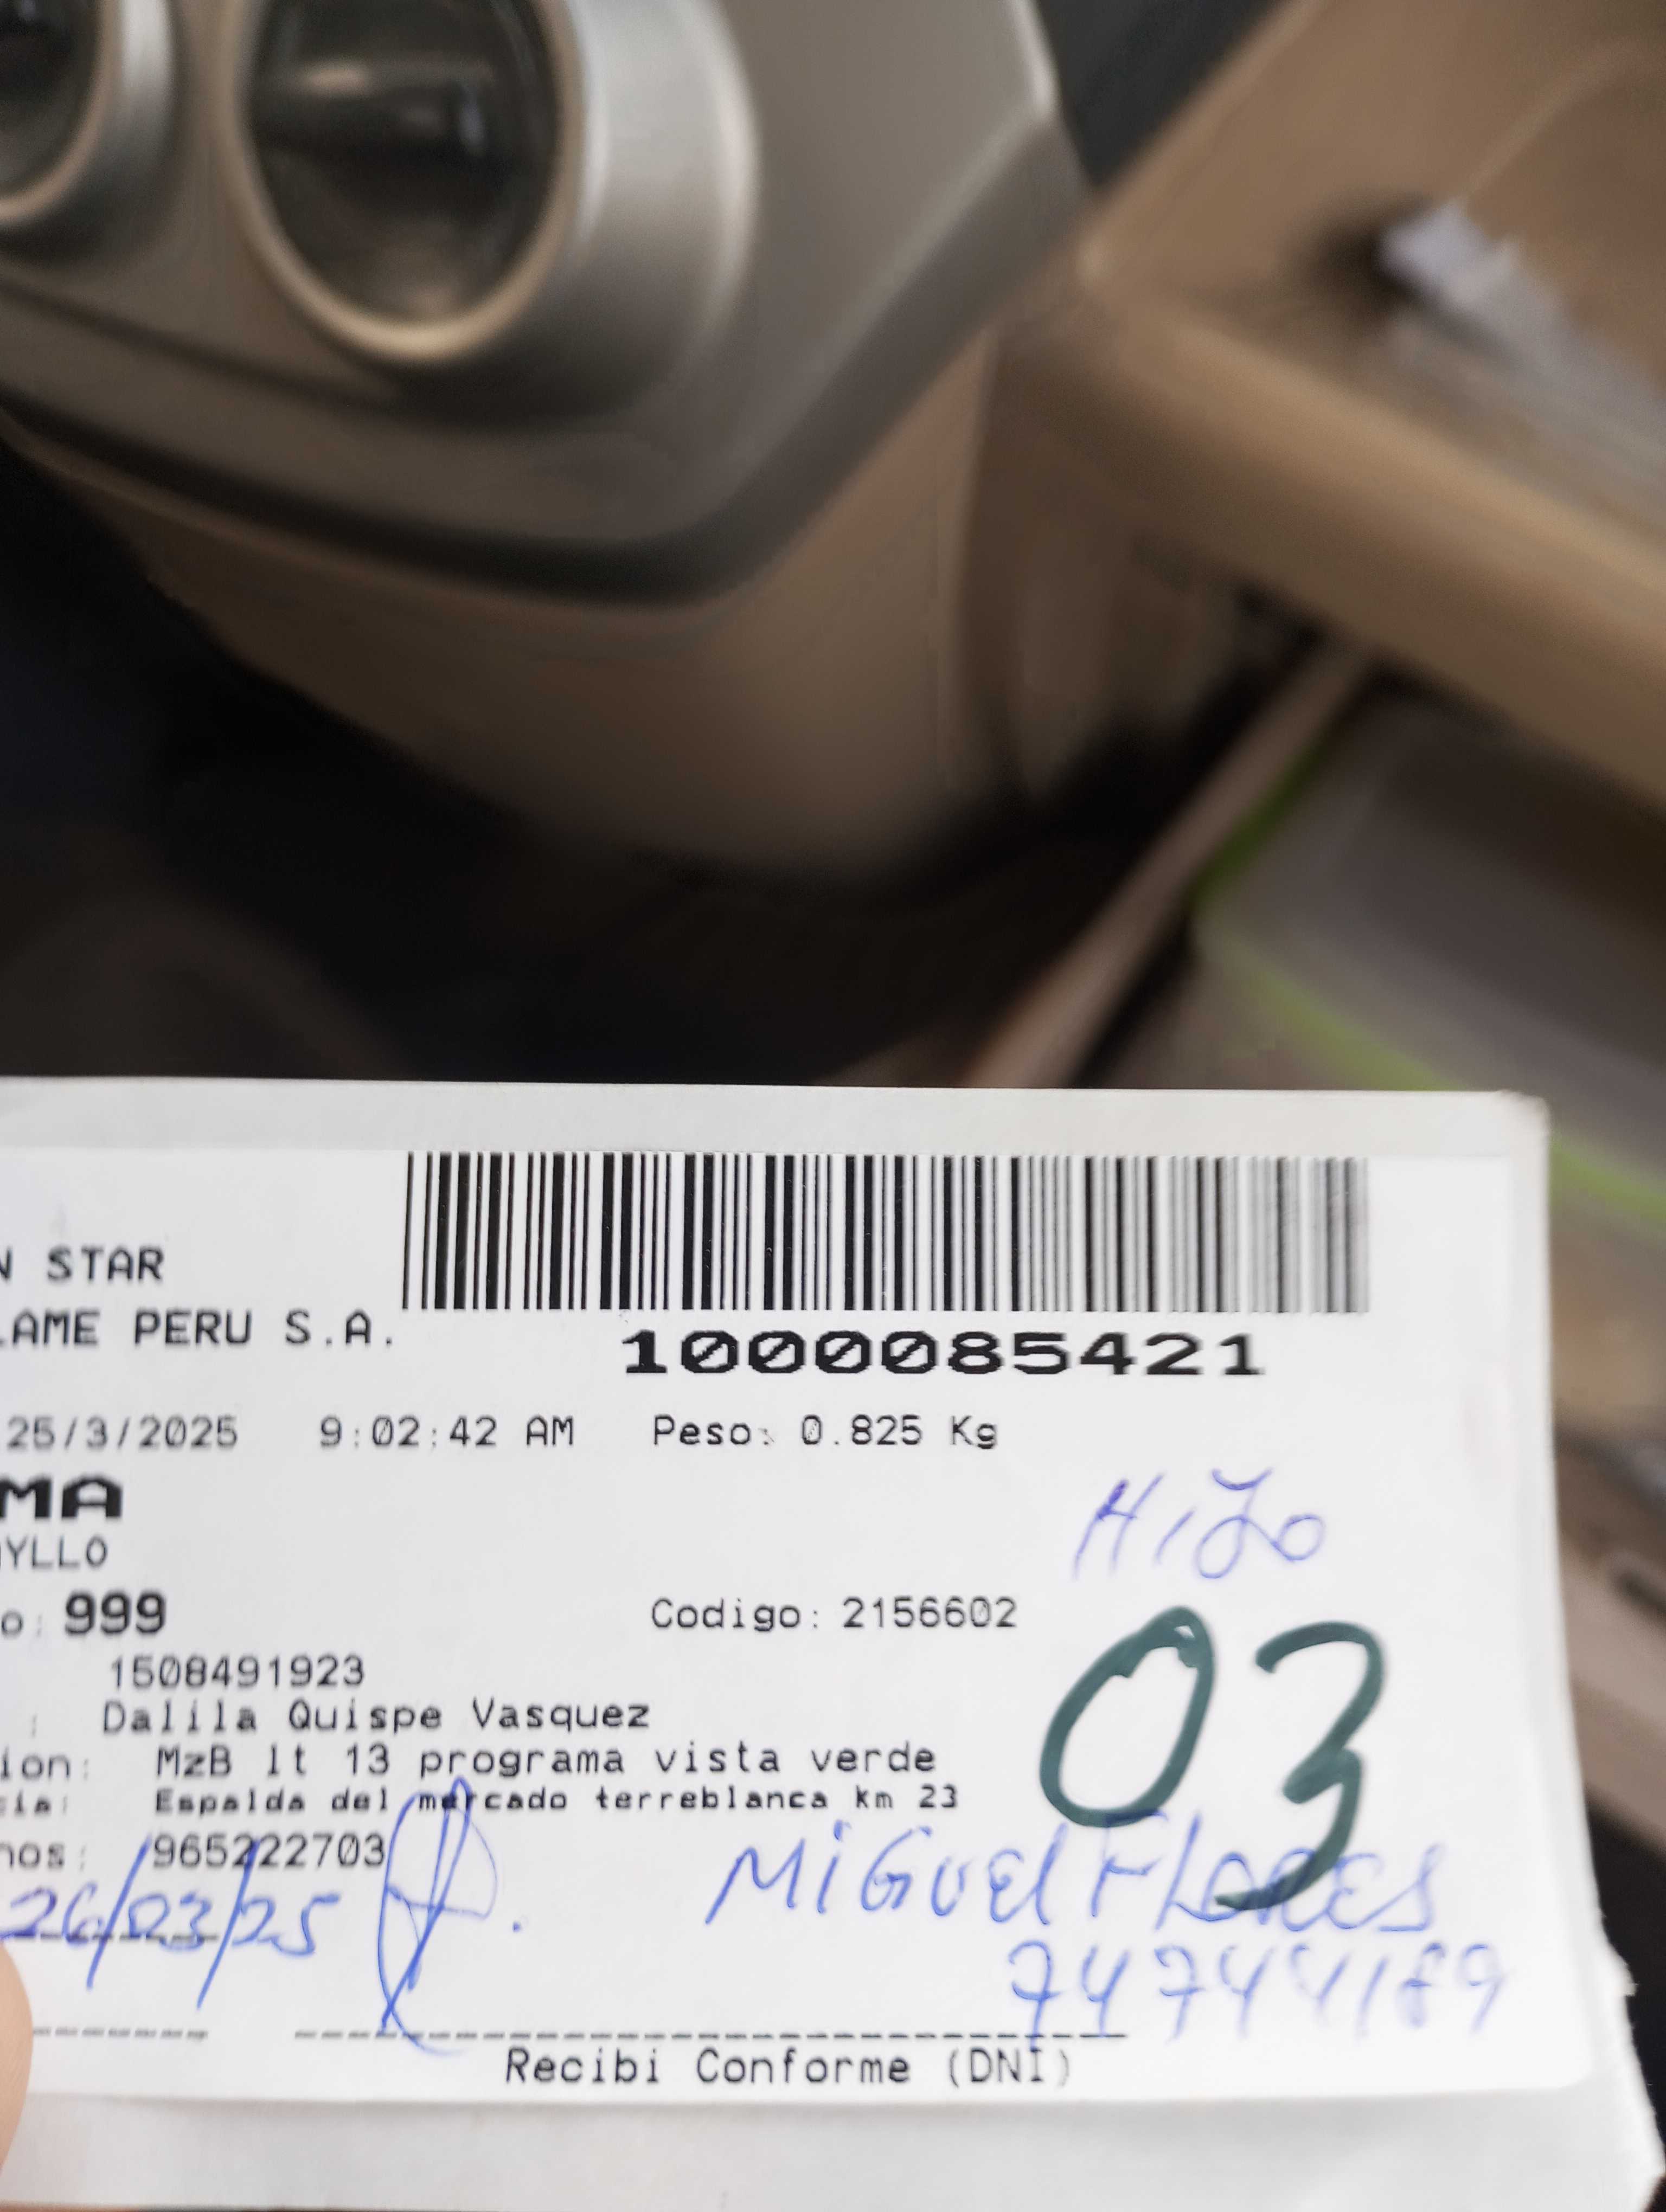 N STAR
LAME PERU S.A.
1000085421
25/3/2025 9:02:42 AM Peso: 0.825 Kg
MA
YLLO
Hijo
o: 999 Codigo: 2156602
03
1508491923
: Dalila Quispe Vasquez
ion: MzB lt 13 programa vista verde
cia: Espalda del mercado terreblanca km 23
nos: 965222703
MiGuel FLORES
26/03/25
74744189
Recibi Conforme (DNI)